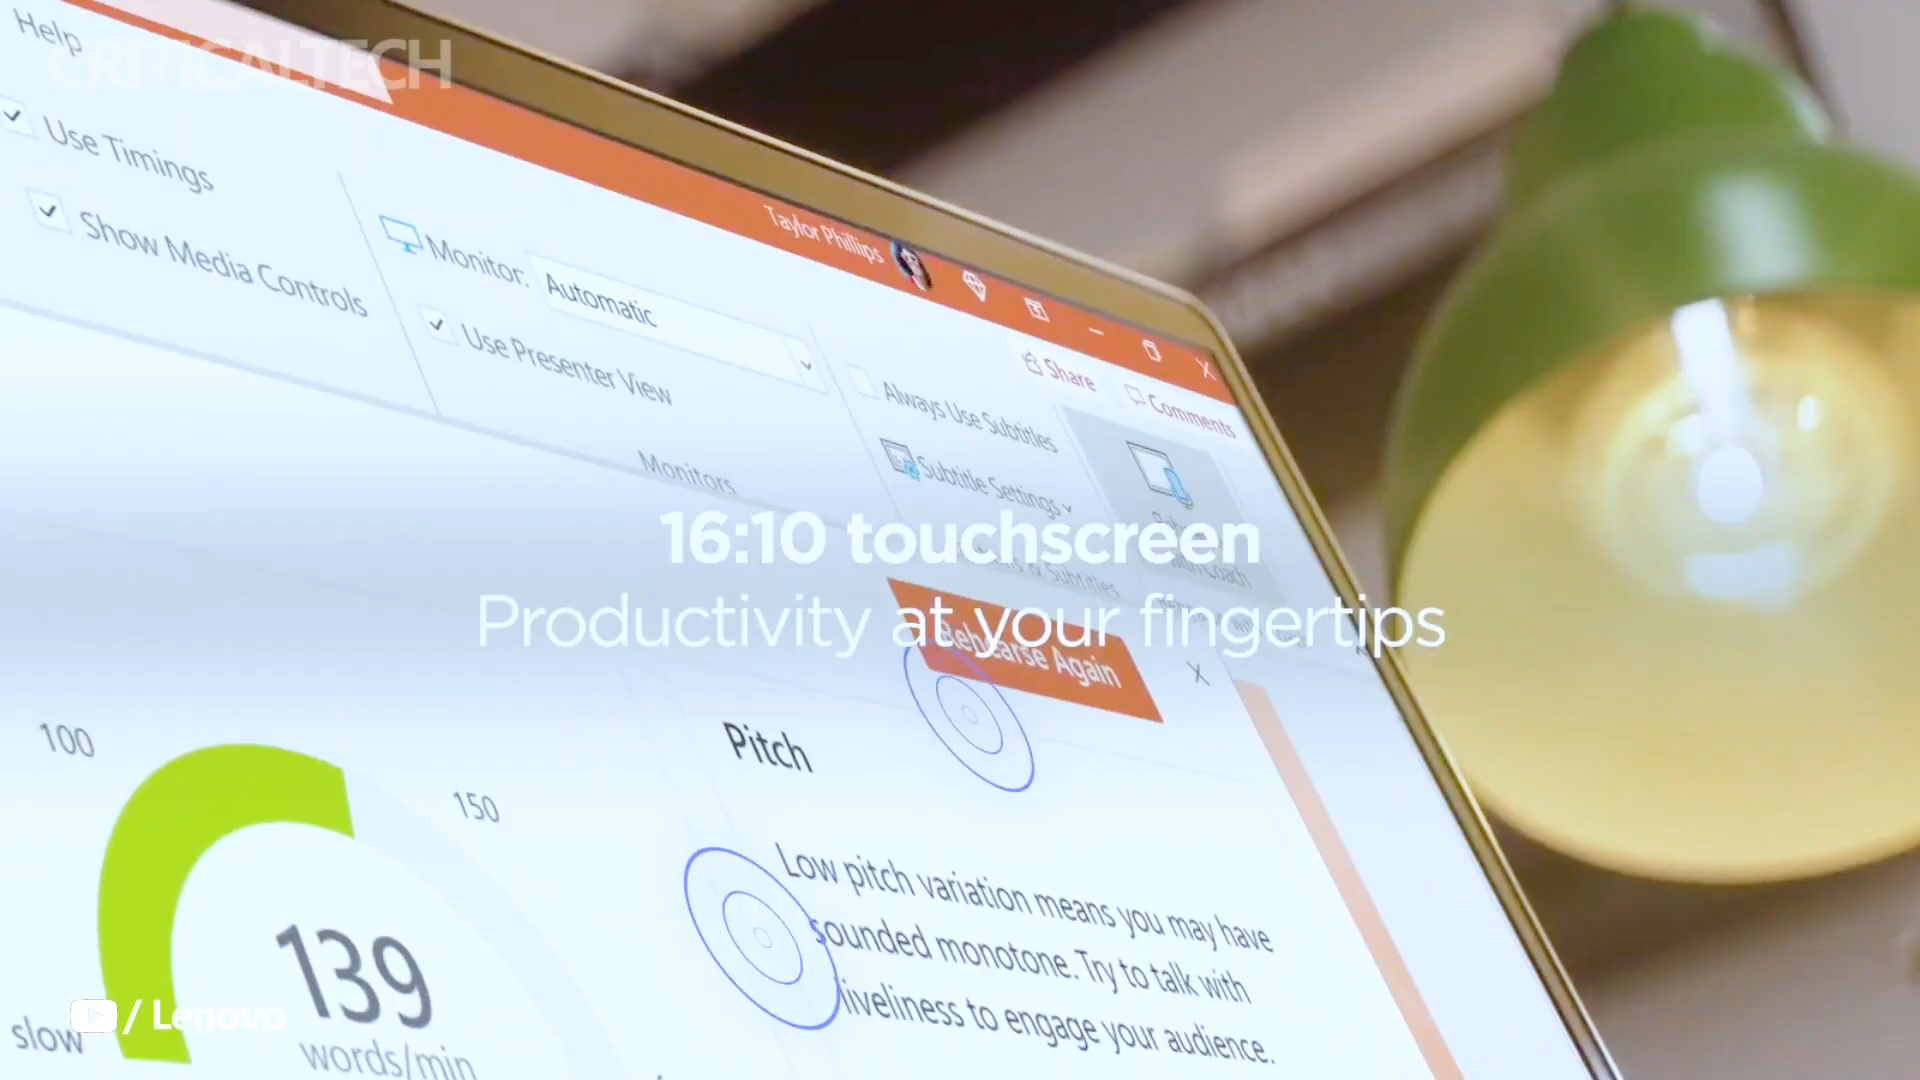 Help
CRITICALTECH
Use Timings
Show Media Controls
Monitor:
Automatic
Use Presenter View
Monitors
Taylor Phillips
Share
Comments
Always Use Subtitles
Subtitle Settings
& Subtitles
Coach
16:10 touchscreen
Productivity at your fingertips
Rehearse Again
Pitch
Low pitch variation means you may have
sounded monotone. Try to talk with
liveliness to engage your audience.
100
150
139
words/min
slow
/ Lenovo